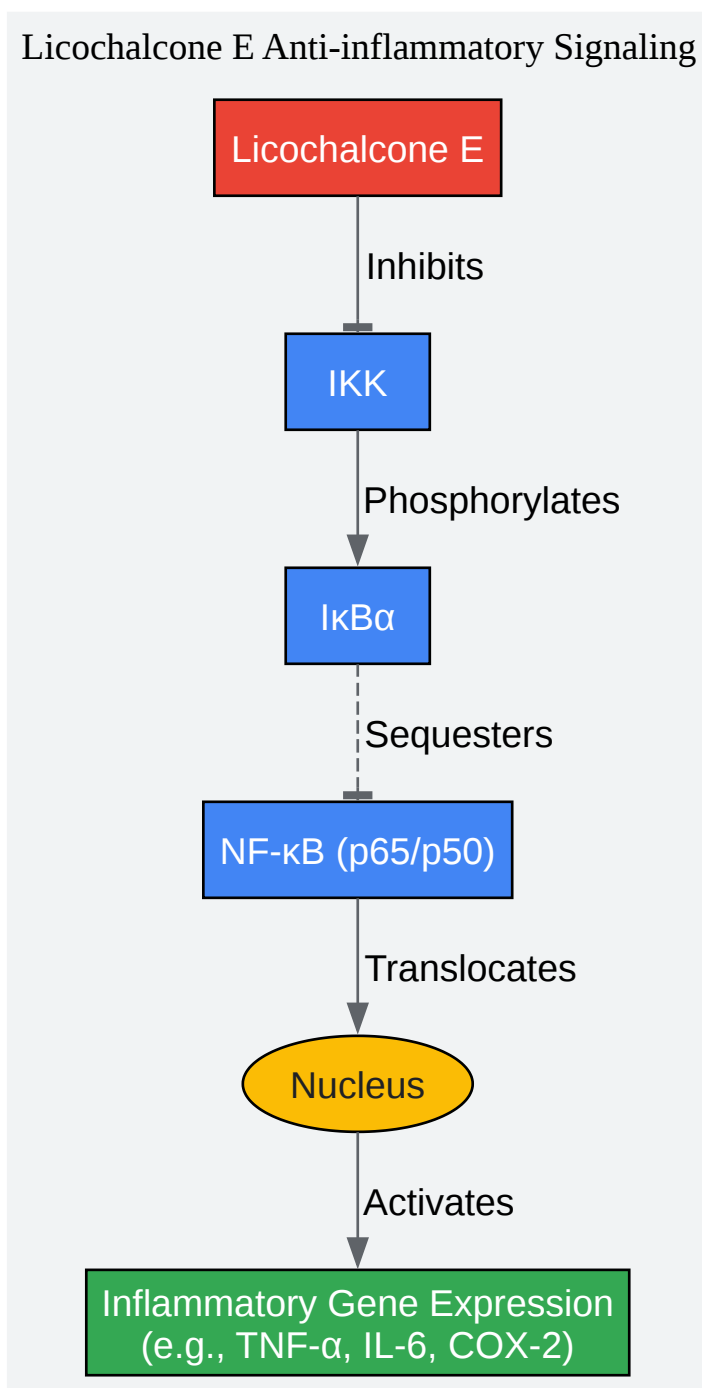 Licochalcone E Anti-inflammatory Signaling
Licochalcone E
Inhibits
IKK
Phosphorylates
IκBα
Sequesters
NF-κB (p65/p50)
Translocates
Nucleus
Activates
Inflammatory Gene Expression
(e.g., TNF-α, IL-6, COX-2)